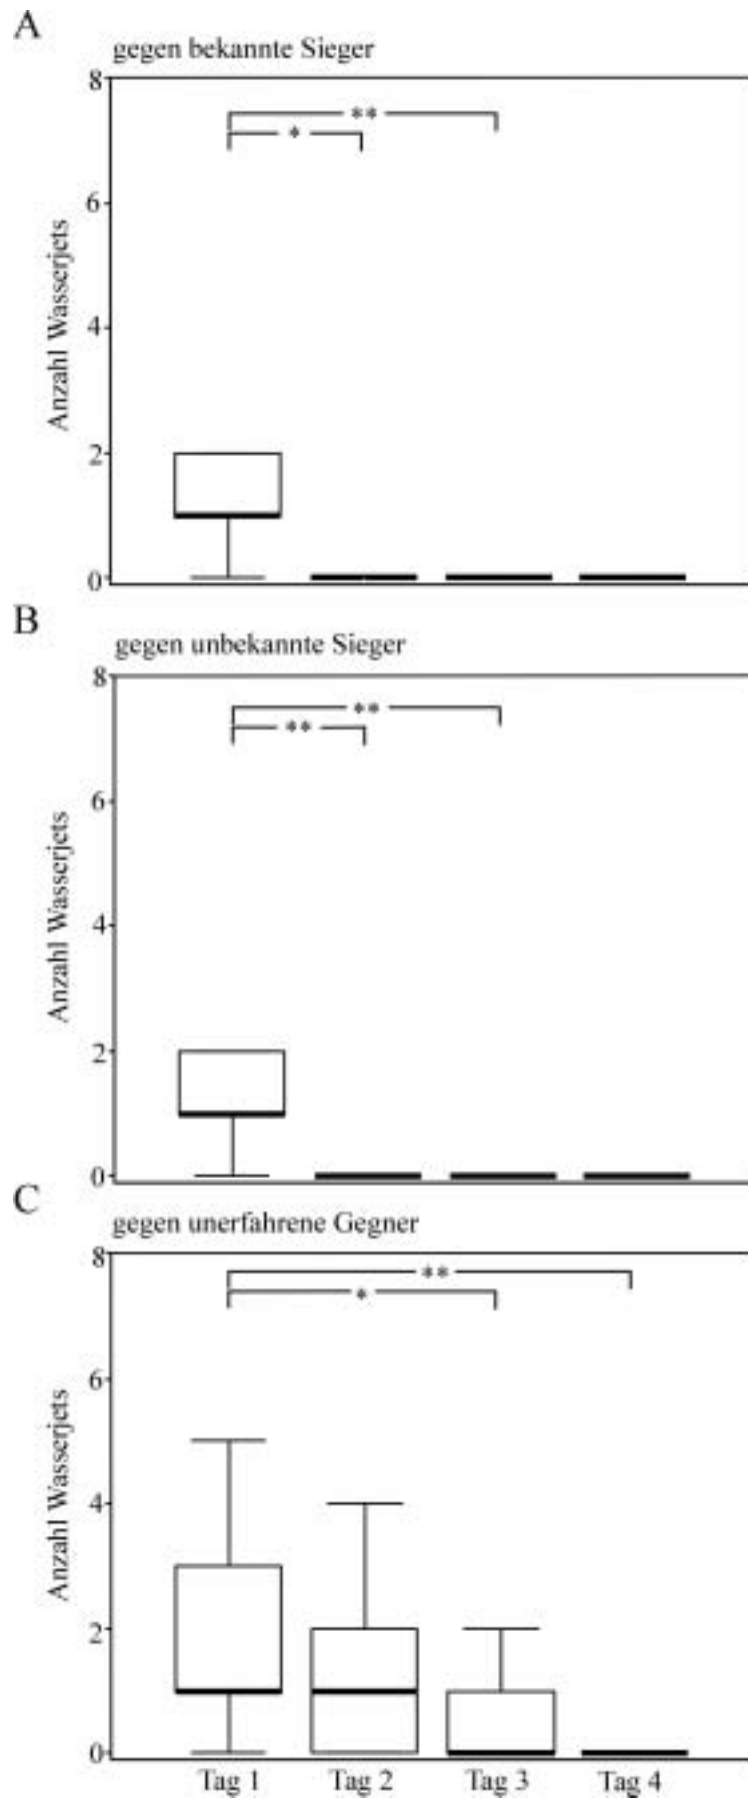 A
gegen bekannte Sieger
8
**
*
6
4
2
0
Anzahl Wasserjets
B
gegen unbekannte Sieger
8
**
**
6
4
2
0
Anzahl Wasserjets
C
gegen unerfahrene Gegner
8
**
*
6
4
2
0
Anzahl Wasserjets
Tag 1 Tag 2 Tag 3 Tag 4